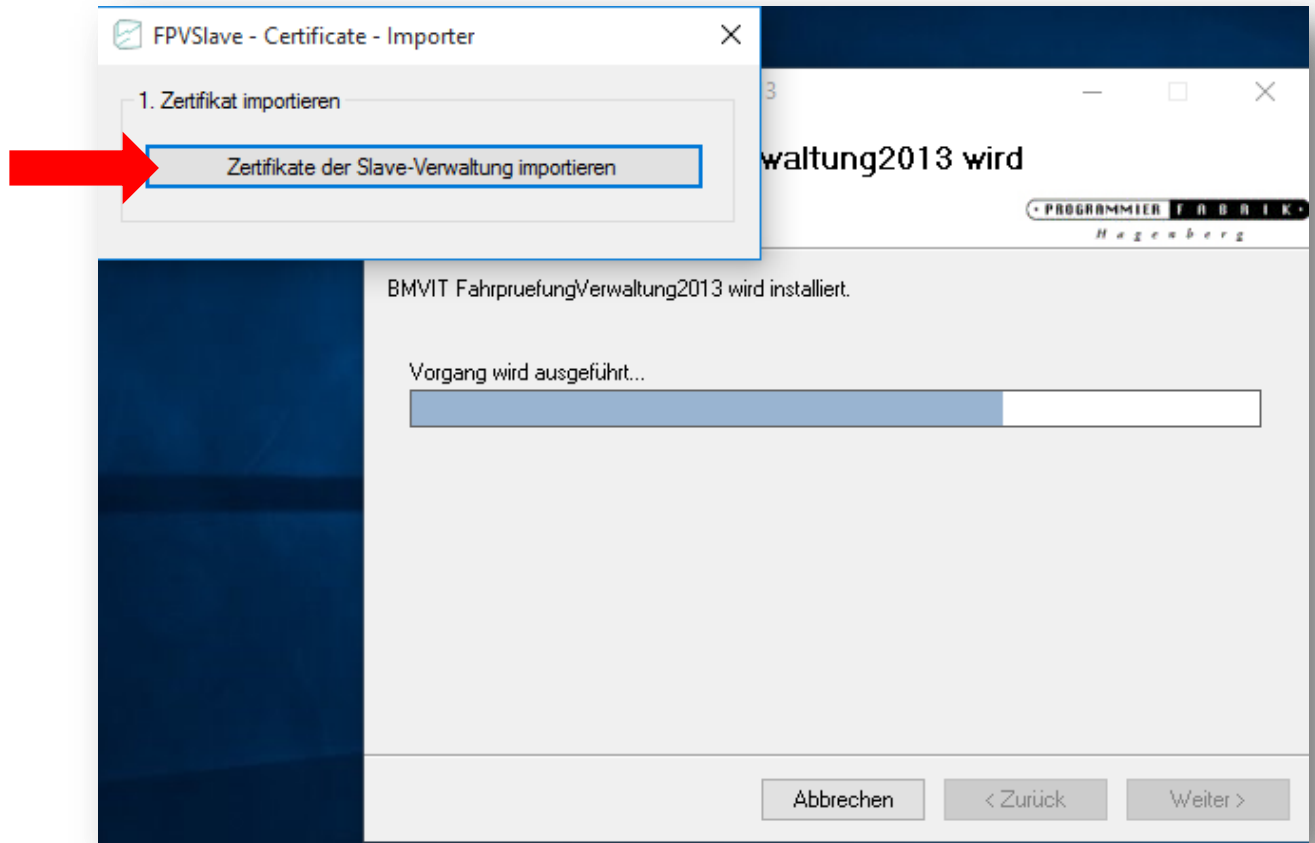 FPVSlave - Certificate - Importer
1. Zertifikat importieren
Zertifikate der Slave-Verwaltung importieren
3
waltung2013 wird
PROGRAMMIER FABRIK
Hagenberg
BMVIT FahrpruefungVerwaltung2013 wird installiert.
Vorgang wird ausgeführt...
Abbrechen
< Zurück
Weiter >